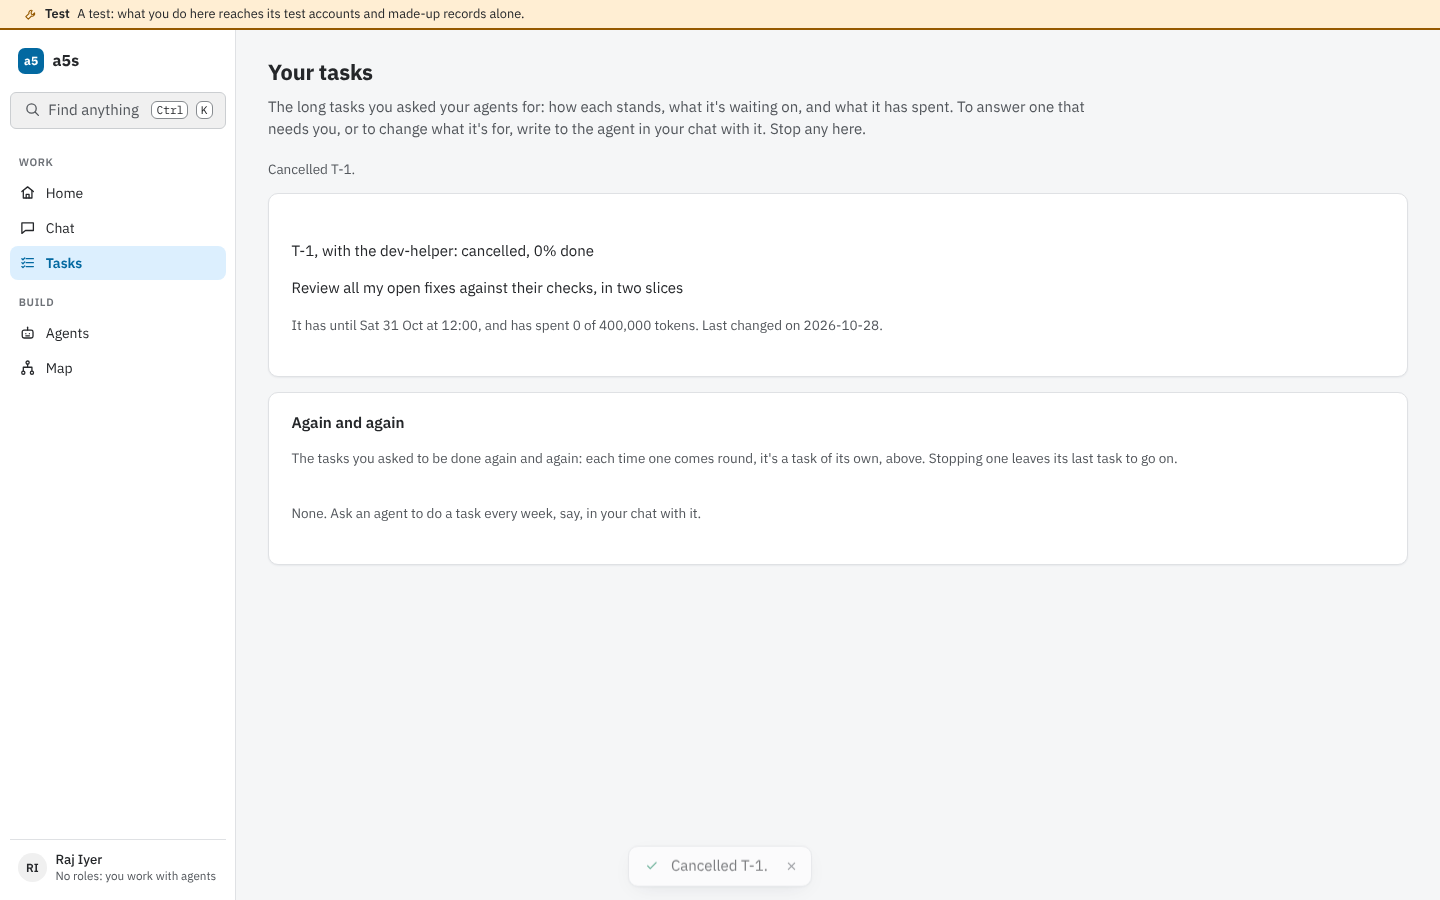 Test A test: what you do here reaches its test accounts and made-up records alone.
a5 a5s
Find anything Ctrl K
WORK
Home
Chat
Tasks
BUILD
Agents
Map
RI Raj Iyer
No roles: you work with agents
Your tasks
The long tasks you asked your agents for: how each stands, what it's waiting on, and what it has spent. To answer one that
needs you, or to change what it's for, write to the agent in your chat with it. Stop any here.
Cancelled T-1.
T-1, with the dev-helper: cancelled, 0% done
Review all my open fixes against their checks, in two slices
It has until Sat 31 Oct at 12:00, and has spent 0 of 400,000 tokens. Last changed on 2026-10-28.
Again and again
The tasks you asked to be done again and again: each time one comes round, it's a task of its own, above. Stopping one leaves its last task to go on.
None. Ask an agent to do a task every week, say, in your chat with it.
Cancelled T-1.